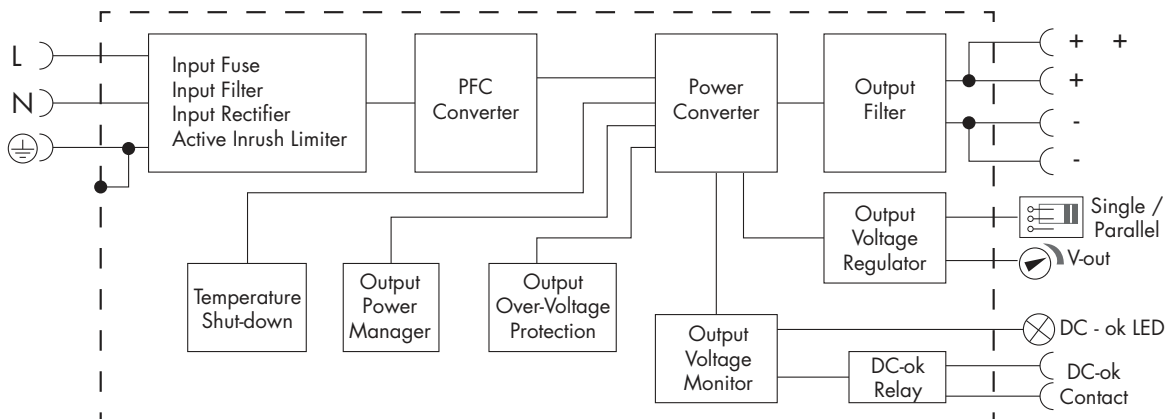 L
N
Input Fuse
Input Filter
Input Rectifier
Active Inrush Limiter
PFC
Converter
Power
Converter
Output
Filter
+ +
+
-
-
Output
Voltage
Regulator
Single /
Parallel
V-out
Temperature
Shut-down
Output
Power
Manager
Output
Over-Voltage
Protection
Output
Voltage
Monitor
DC-ok
Relay
DC - ok LED
DC-ok
Contact